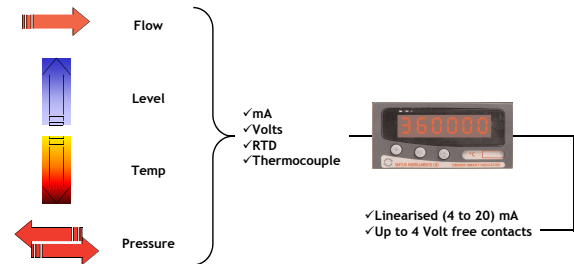 Flow
Level
Temp
Pressure
✓mA
✓Volts
✓RTD
✓Thermocouple
360000
°C
✓Linearised (4 to 20) mA
✓Up to 4 Volt free contacts